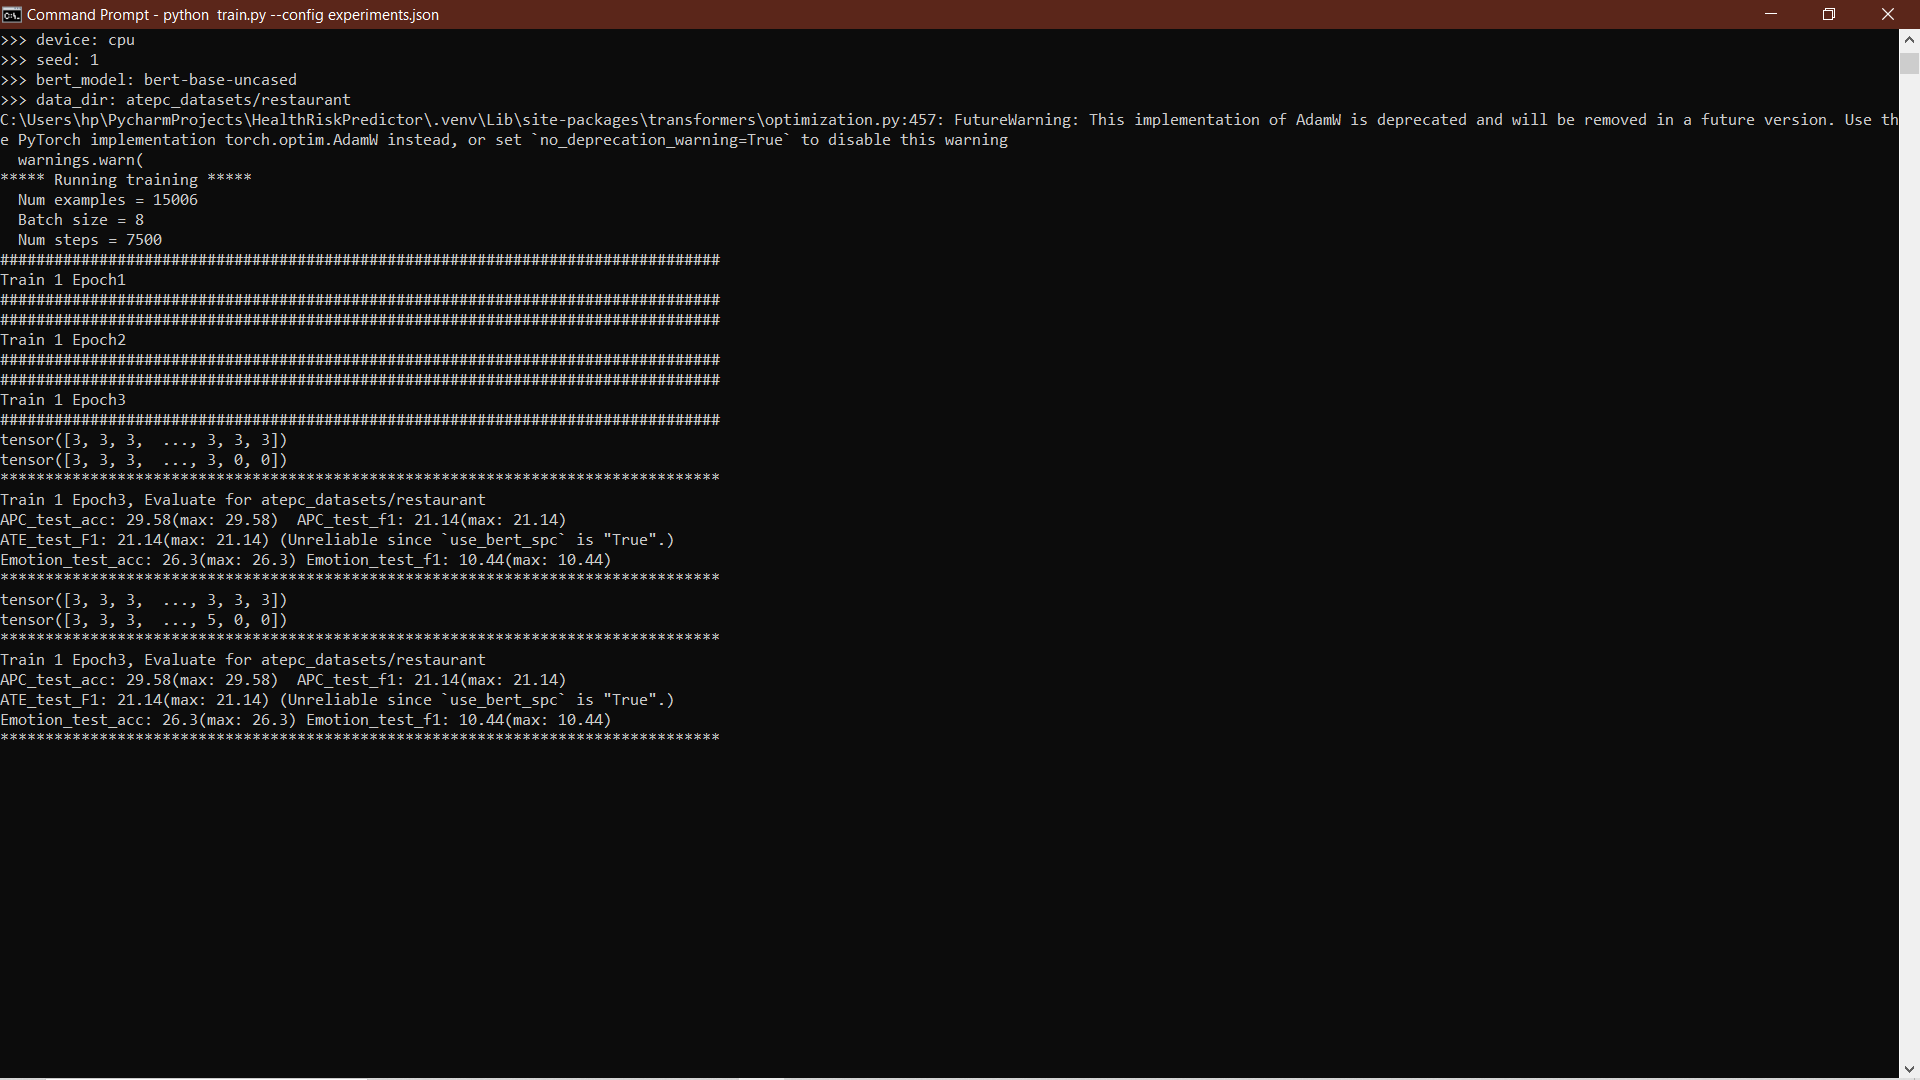 Command Prompt - python  train.py --config experiments.json
>>> device: cpu
>>> seed: 1
>>> bert_model: bert-base-uncased
>>> data_dir: atepc_datasets/restaurant
C:\Users\hp\PycharmProjects\HealthRiskPredictor\.venv\Lib\site-packages\transformers\optimization.py:457: FutureWarning: This implementation of AdamW is deprecated and will be removed in a future version. Use th
e PyTorch implementation torch.optim.AdamW instead, or set `no_deprecation_warning=True` to disable this warning
  warnings.warn(
***** Running training *****
  Num examples = 15006
  Batch size = 8
  Num steps = 7500
################################################################################
Train 1 Epoch1
################################################################################
################################################################################
Train 1 Epoch2
################################################################################
################################################################################
Train 1 Epoch3
################################################################################
tensor([3, 3, 3,  ..., 3, 3, 3])
tensor([3, 3, 3,  ..., 3, 0, 0])
********************************************************************************
Train 1 Epoch3, Evaluate for atepc_datasets/restaurant
APC_test_acc: 29.58(max: 29.58)  APC_test_f1: 21.14(max: 21.14)
ATE_test_F1: 21.14(max: 21.14) (Unreliable since `use_bert_spc` is "True".)
Emotion_test_acc: 26.3(max: 26.3) Emotion_test_f1: 10.44(max: 10.44)
********************************************************************************
tensor([3, 3, 3,  ..., 3, 3, 3])
tensor([3, 3, 3,  ..., 5, 0, 0])
********************************************************************************
Train 1 Epoch3, Evaluate for atepc_datasets/restaurant
APC_test_acc: 29.58(max: 29.58)  APC_test_f1: 21.14(max: 21.14)
ATE_test_F1: 21.14(max: 21.14) (Unreliable since `use_bert_spc` is "True".)
Emotion_test_acc: 26.3(max: 26.3) Emotion_test_f1: 10.44(max: 10.44)
********************************************************************************